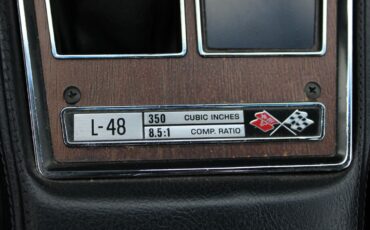 L-48
350 CUBIC INCHES
8.5:1 COMP. RATIO